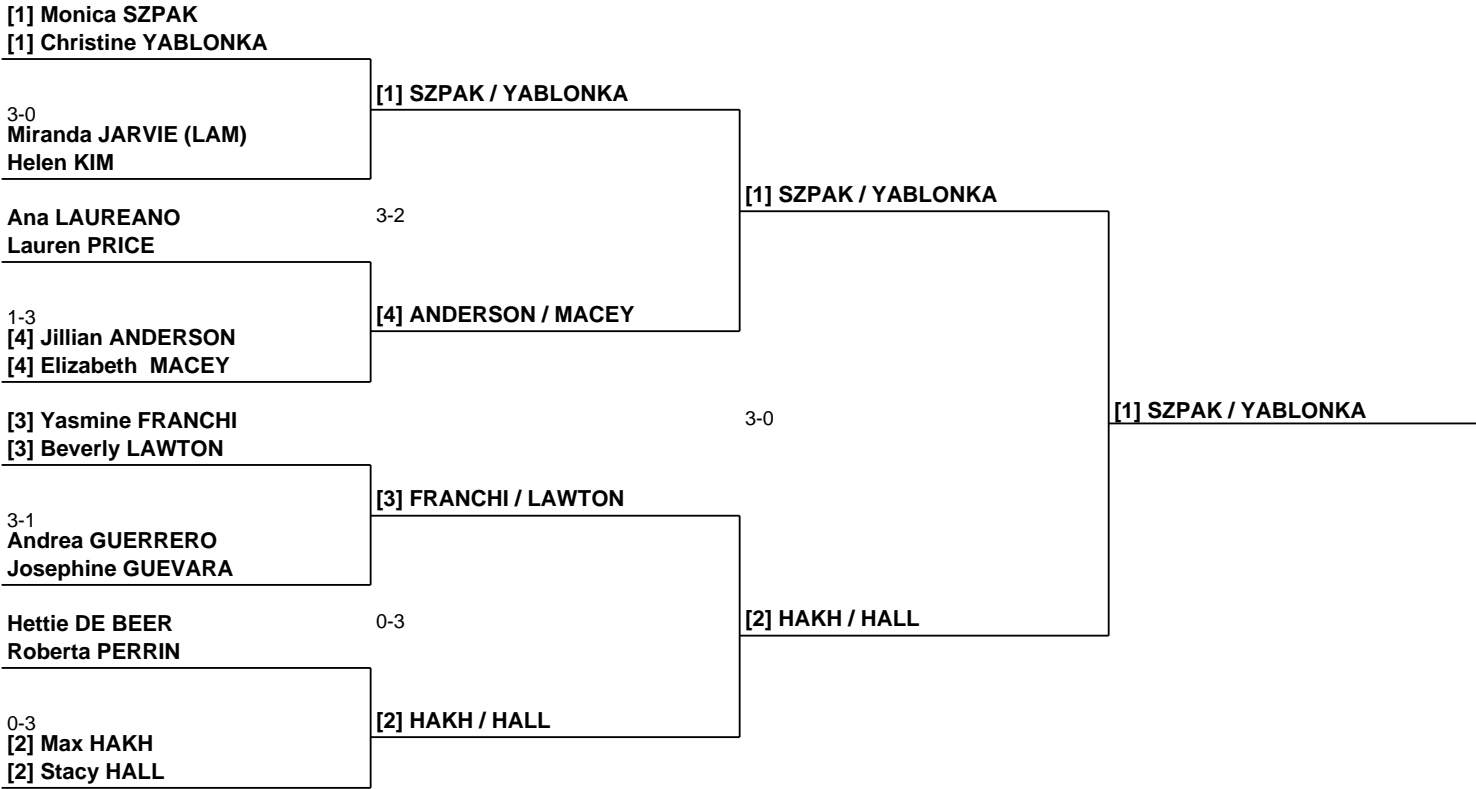 [1] Monica SZPAK
[1] Christine YABLONKA
[1] SZPAK / YABLONKA
3-0
Miranda JARVIE (LAM)
Helen KIM
[1] SZPAK / YABLONKA
Ana LAUREANO
3-2
Lauren PRICE
1-3
[4] ANDERSON / MACEY
[4] Jillian ANDERSON
[4] Elizabeth  MACEY
[1] SZPAK / YABLONKA
[3] Yasmine FRANCHI
3-0
[3] Beverly LAWTON
[3] FRANCHI / LAWTON
3-1
Andrea GUERRERO
Josephine GUEVARA
Hettie DE BEER
0-3
[2] HAKH / HALL
Roberta PERRIN
0-3
[2] HAKH / HALL
[2] Max HAKH
[2] Stacy HALL